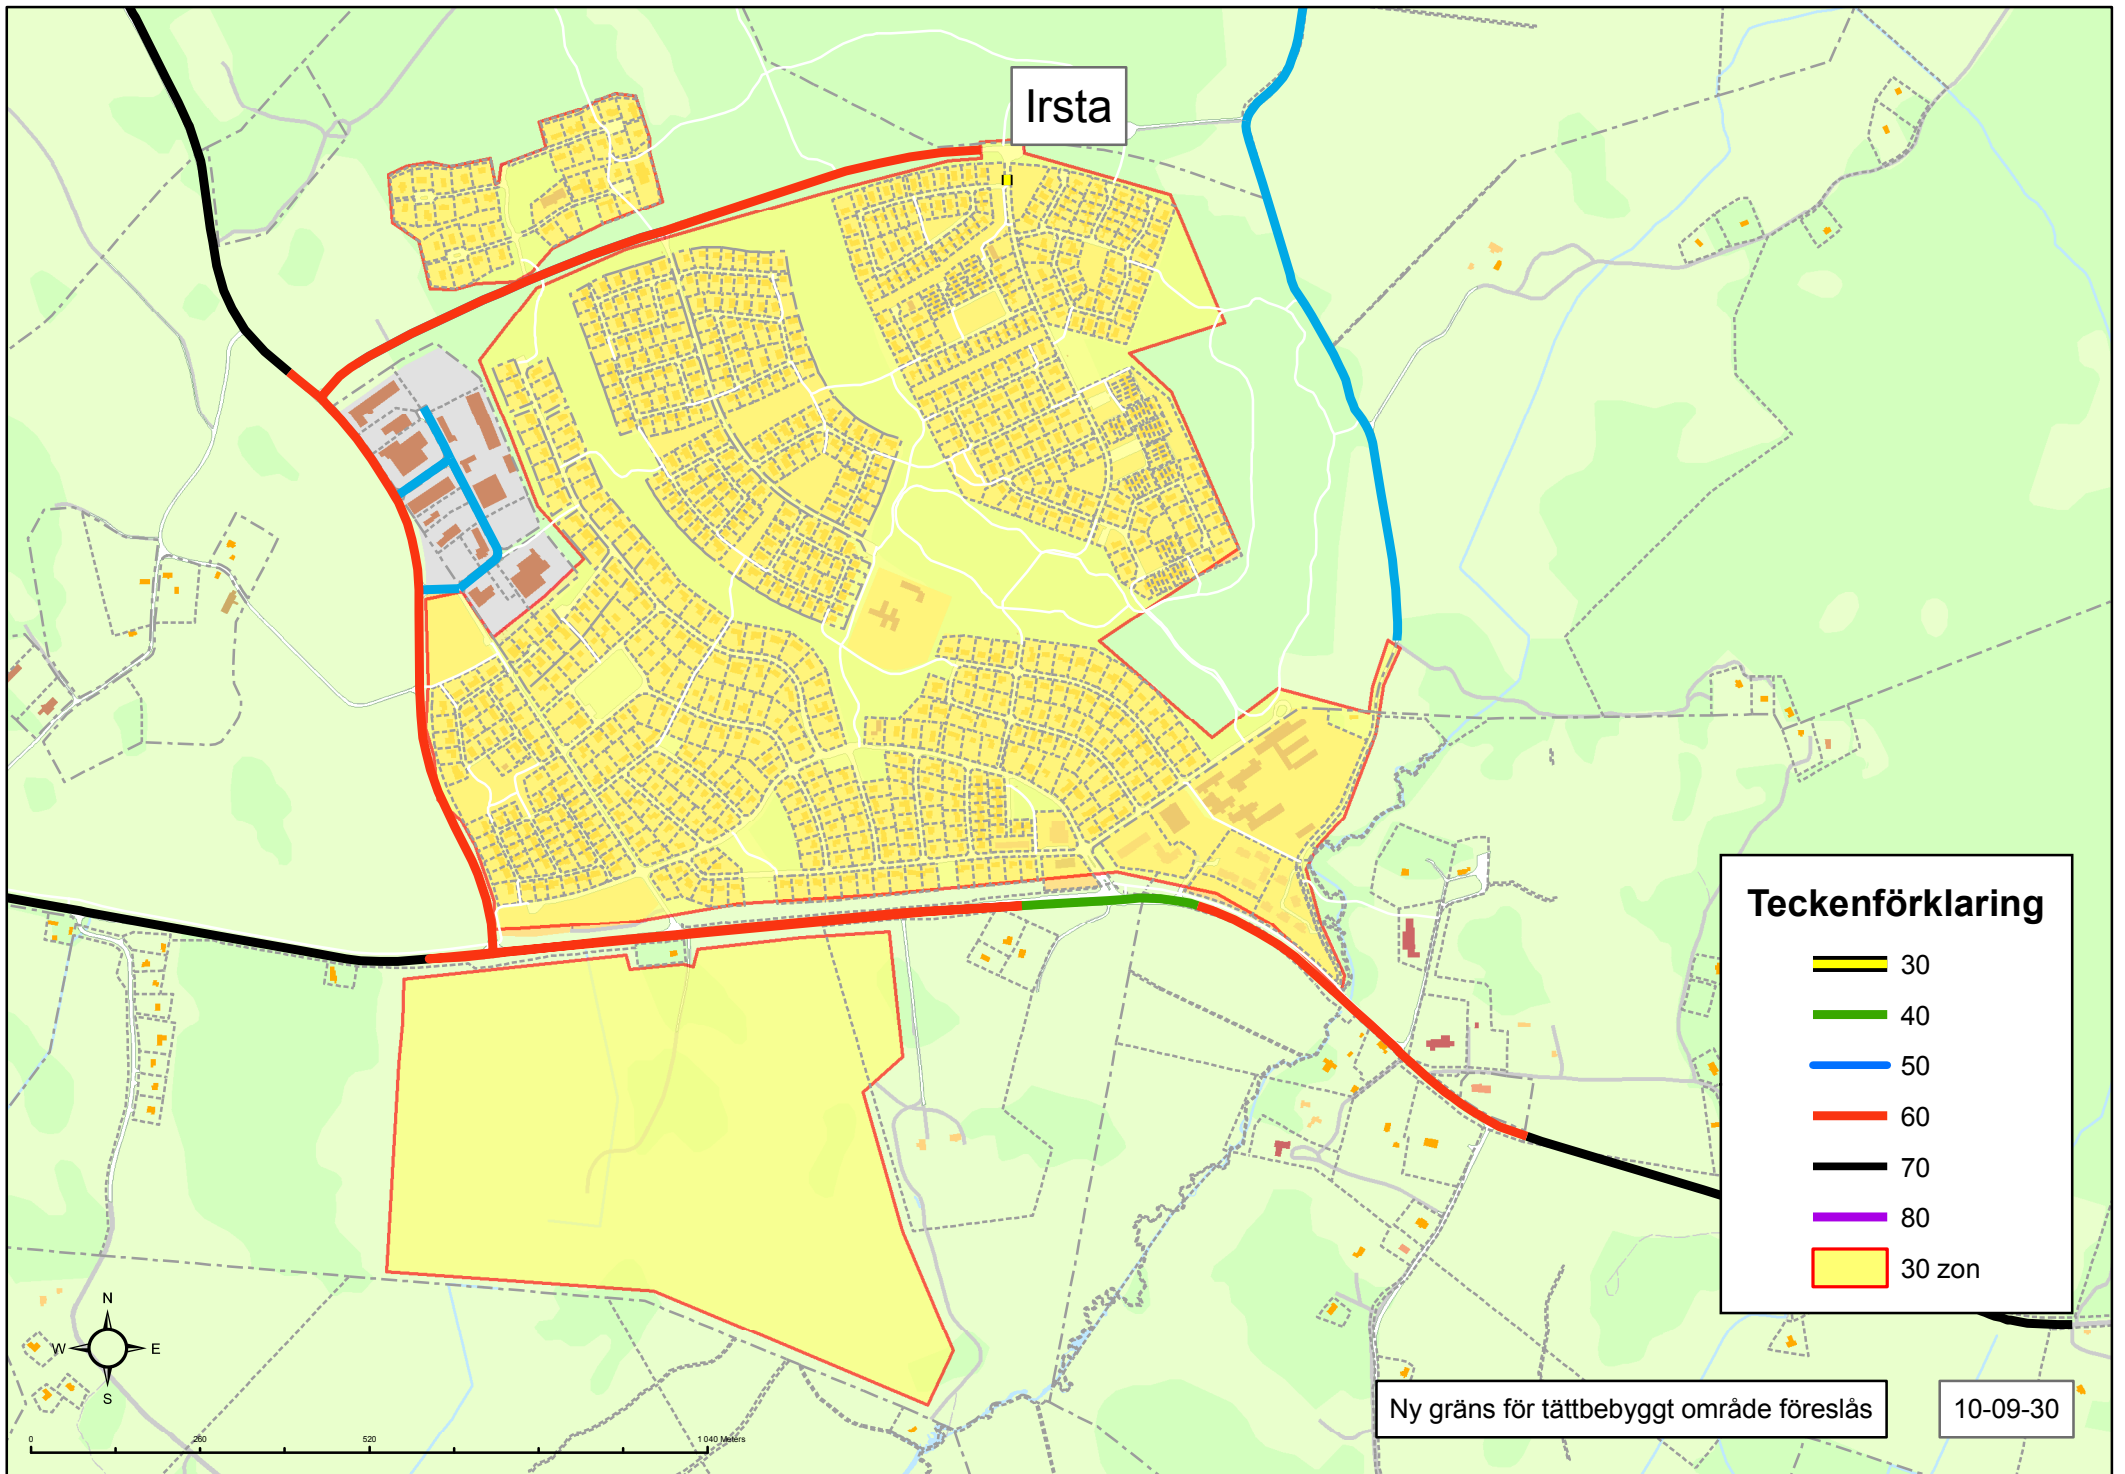 Irsta
Teckenförklaring
30
40
50
60
70
80
30 zon
N
W
E
S
0
260
520
1 040 Meters
Ny gräns för tättbebyggt område föreslås
10-09-30